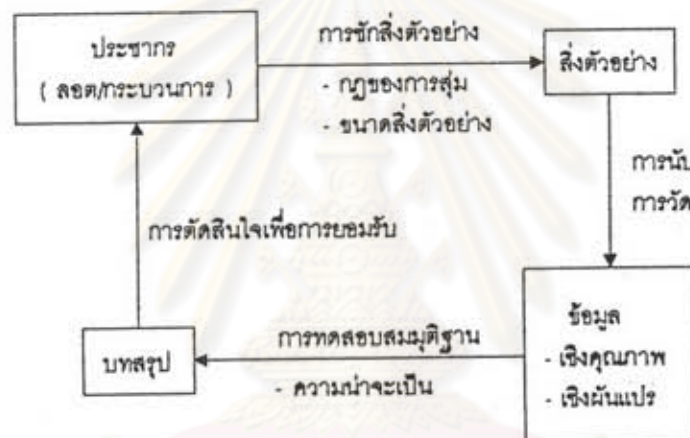 ประชากร
( ลอต/กระบวนการ )
การชักสิ่งตัวอย่าง
- กฎของการสุ่ม
- ขนาดสิ่งตัวอย่าง
สิ่งตัวอย่าง
การนับ
การวัด
การตัดสินใจเพื่อการยอมรับ
ข้อมูล
- เชิงคุณภาพ
- เชิงผันแปร
การทดสอบสมมุติฐาน
- ความน่าจะเป็น
บทสรุป